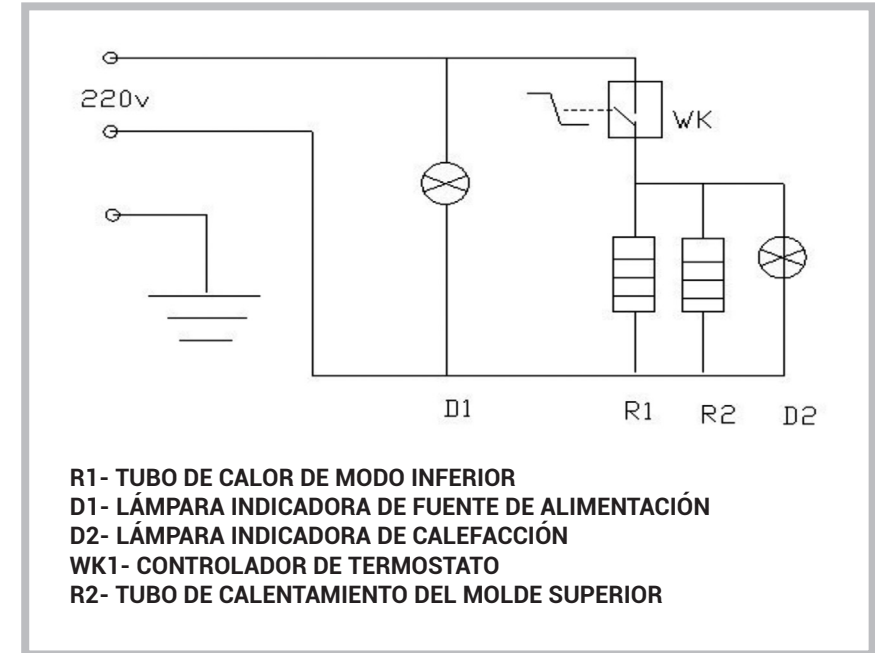 220v
WK
D1
R1
R2
D2
R1- TUBO DE CALOR DE MODO INFERIOR
D1- LÁMPARA INDICADORA DE FUENTE DE ALIMENTACIÓN
D2- LÁMPARA INDICADORA DE CALEFACCIÓN
WK1- CONTROLADOR DE TERMOSTATO
R2- TUBO DE CALENTAMIENTO DEL MOLDE SUPERIOR